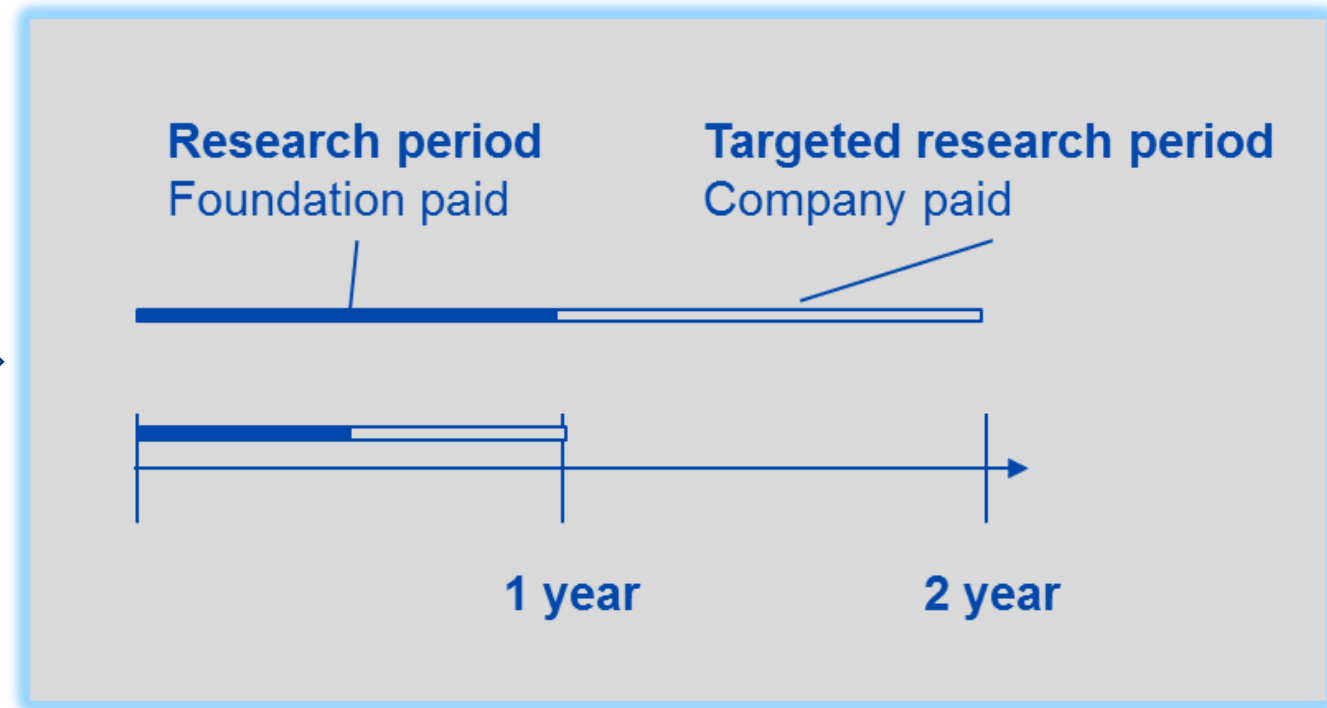 Research period
Foundation paid
Targeted research period
Company paid
1 year
2 year